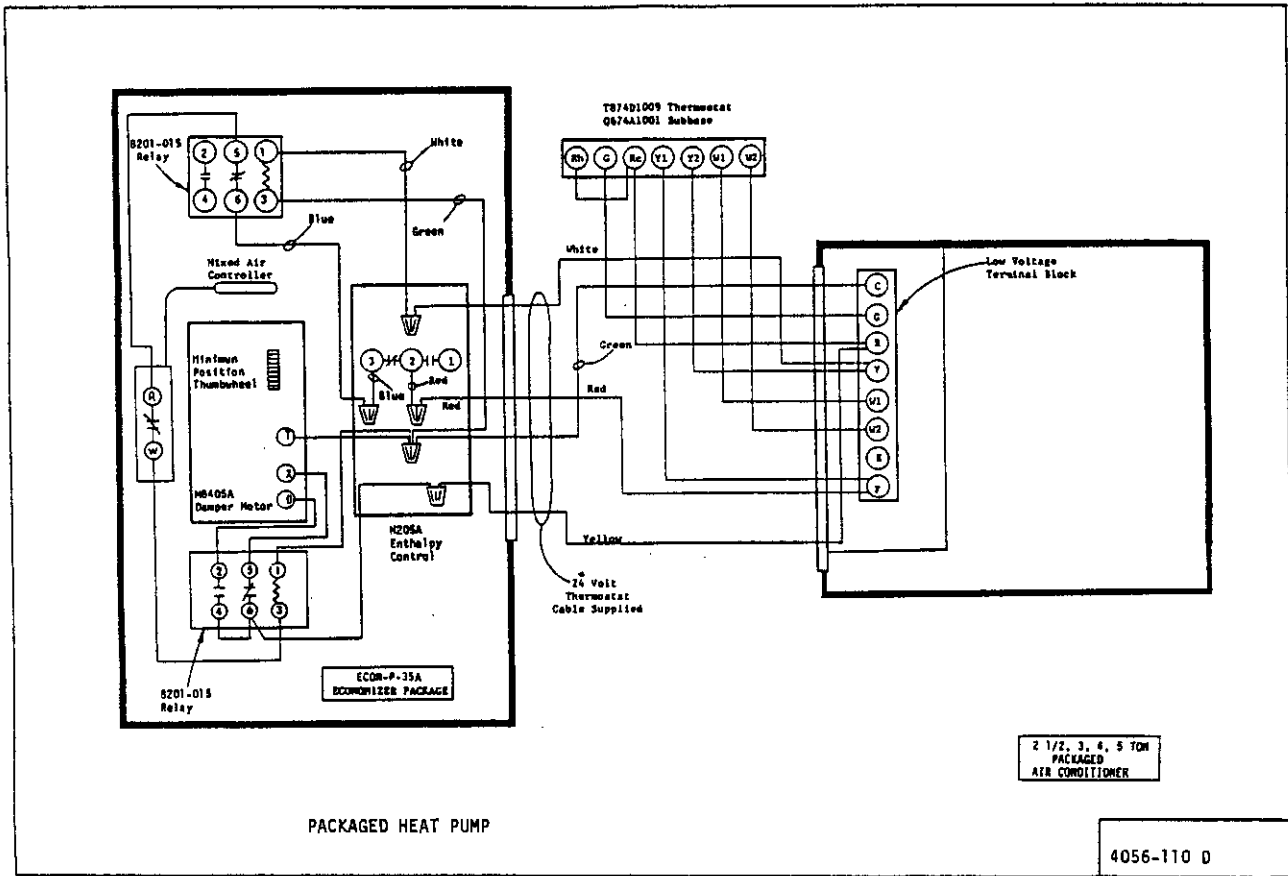 8201-015
Relay
2
5
1
4
6
3
White
Blue
Green
Mixed Air
Controller
Minimun
Position
Thumbwheel
R
W
T
X
M8405A
Damper Motor
2
5
1
4
6
3
8201-015
Relay
3
2
1
Blue
Red
Red
H205A
Enthalpy
Control
ECON-P-35A
ECONOMIZER PACKAGE
T874D1009 Thermostat
Q674A1001 Subbase
Rh
G
Rc
Y1
Y2
W1
W2
White
Green
Red
Yellow
24 Volt
Thermostat
Cable Supplied
Low Voltage
Terminal Block
C
G
R
Y
W1
W2
E
F
2 1/2, 3, 4, 5 TON
PACKAGED
AIR CONDITIONER
PACKAGED HEAT PUMP
4056-110 D